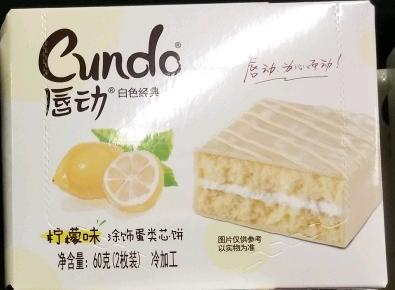 Cundo®
唇动®白色经典
唇动，为心而动！
柠檬味 涂饰蛋类芯饼
净含量：60克(2枚装) 冷加工
图片仅供参考
以实物为准